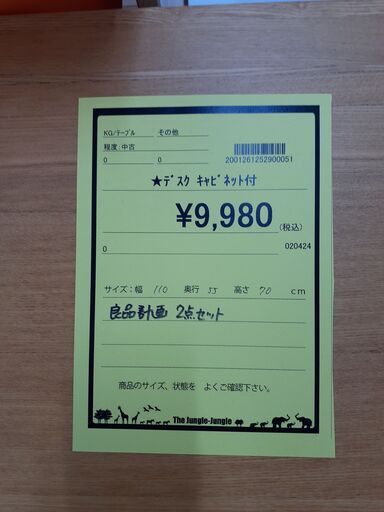 KG/テーブル その他
程度:中古
0 0 2001261252900051
★ﾃﾞｽｸ ｷｬﾋﾞﾈｯﾄ付
¥9,980 (税込)
0 020424
サイズ:幅 110 奥行 55 高さ 70 cm
良品計画 2点セット
商品のサイズ、状態を よくご確認下さい。
The Jungle-Jungle